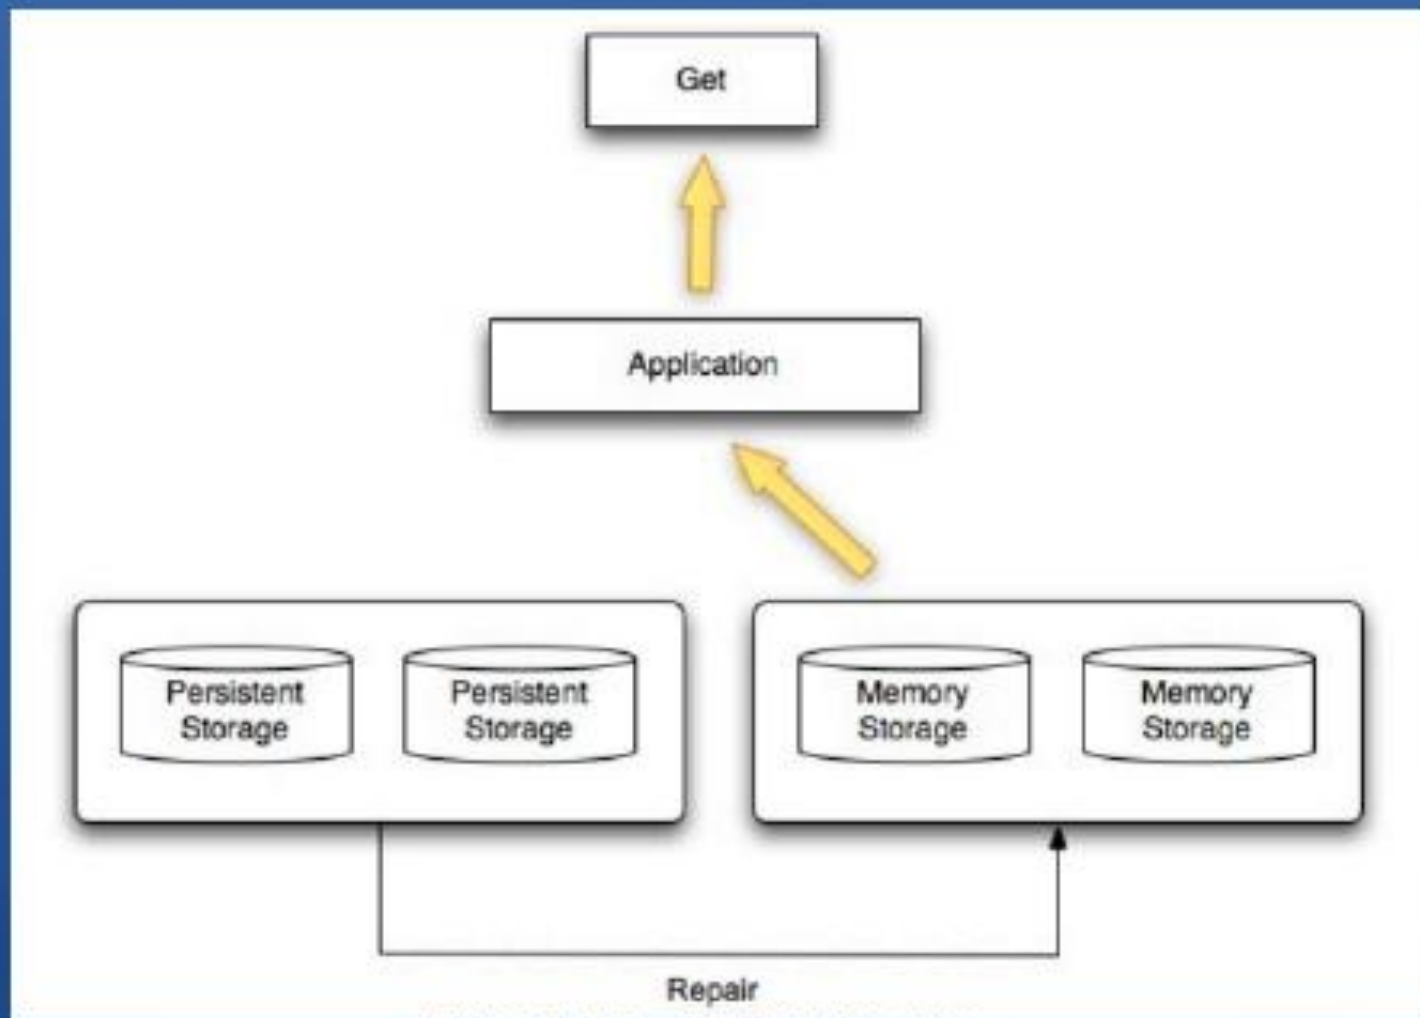 Get
Application
Persistent
Storage
Persistent
Storage
Memory
Storage
Memory
Storage
Repair